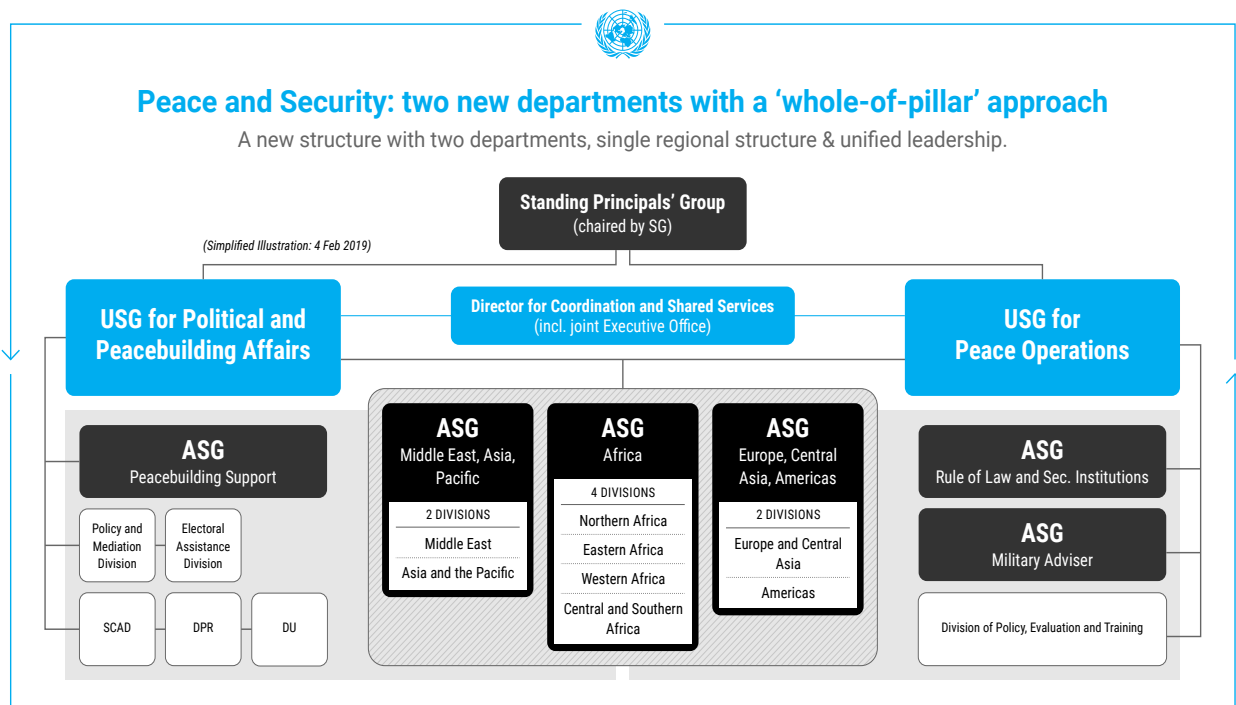 Peace and Security: two new departments with a ‘whole-of-pillar’ approach
A new structure with two departments, single regional structure & unified leadership.
Standing Principals’ Group
(chaired by SG)
(Simplified Illustration: 4 Feb 2019)
USG for Political and
Peacebuilding Affairs
Director for Coordination and Shared Services
(incl. joint Executive Office)
USG for
Peace Operations
ASG
Peacebuilding Support
Policy and
Mediation
Division
Electoral
Assistance
Division
SCAD
DPR
DU
ASG
Middle East, Asia,
Pacific
2 DIVISIONS
Middle East
Asia and the Pacific
ASG
Africa
4 DIVISIONS
Northern Africa
Eastern Africa
Western Africa
Central and Southern
Africa
ASG
Europe, Central
Asia, Americas
2 DIVISIONS
Europe and Central
Asia
Americas
ASG
Rule of Law and Sec. Institutions
ASG
Military Adviser
Division of Policy, Evaluation and Training